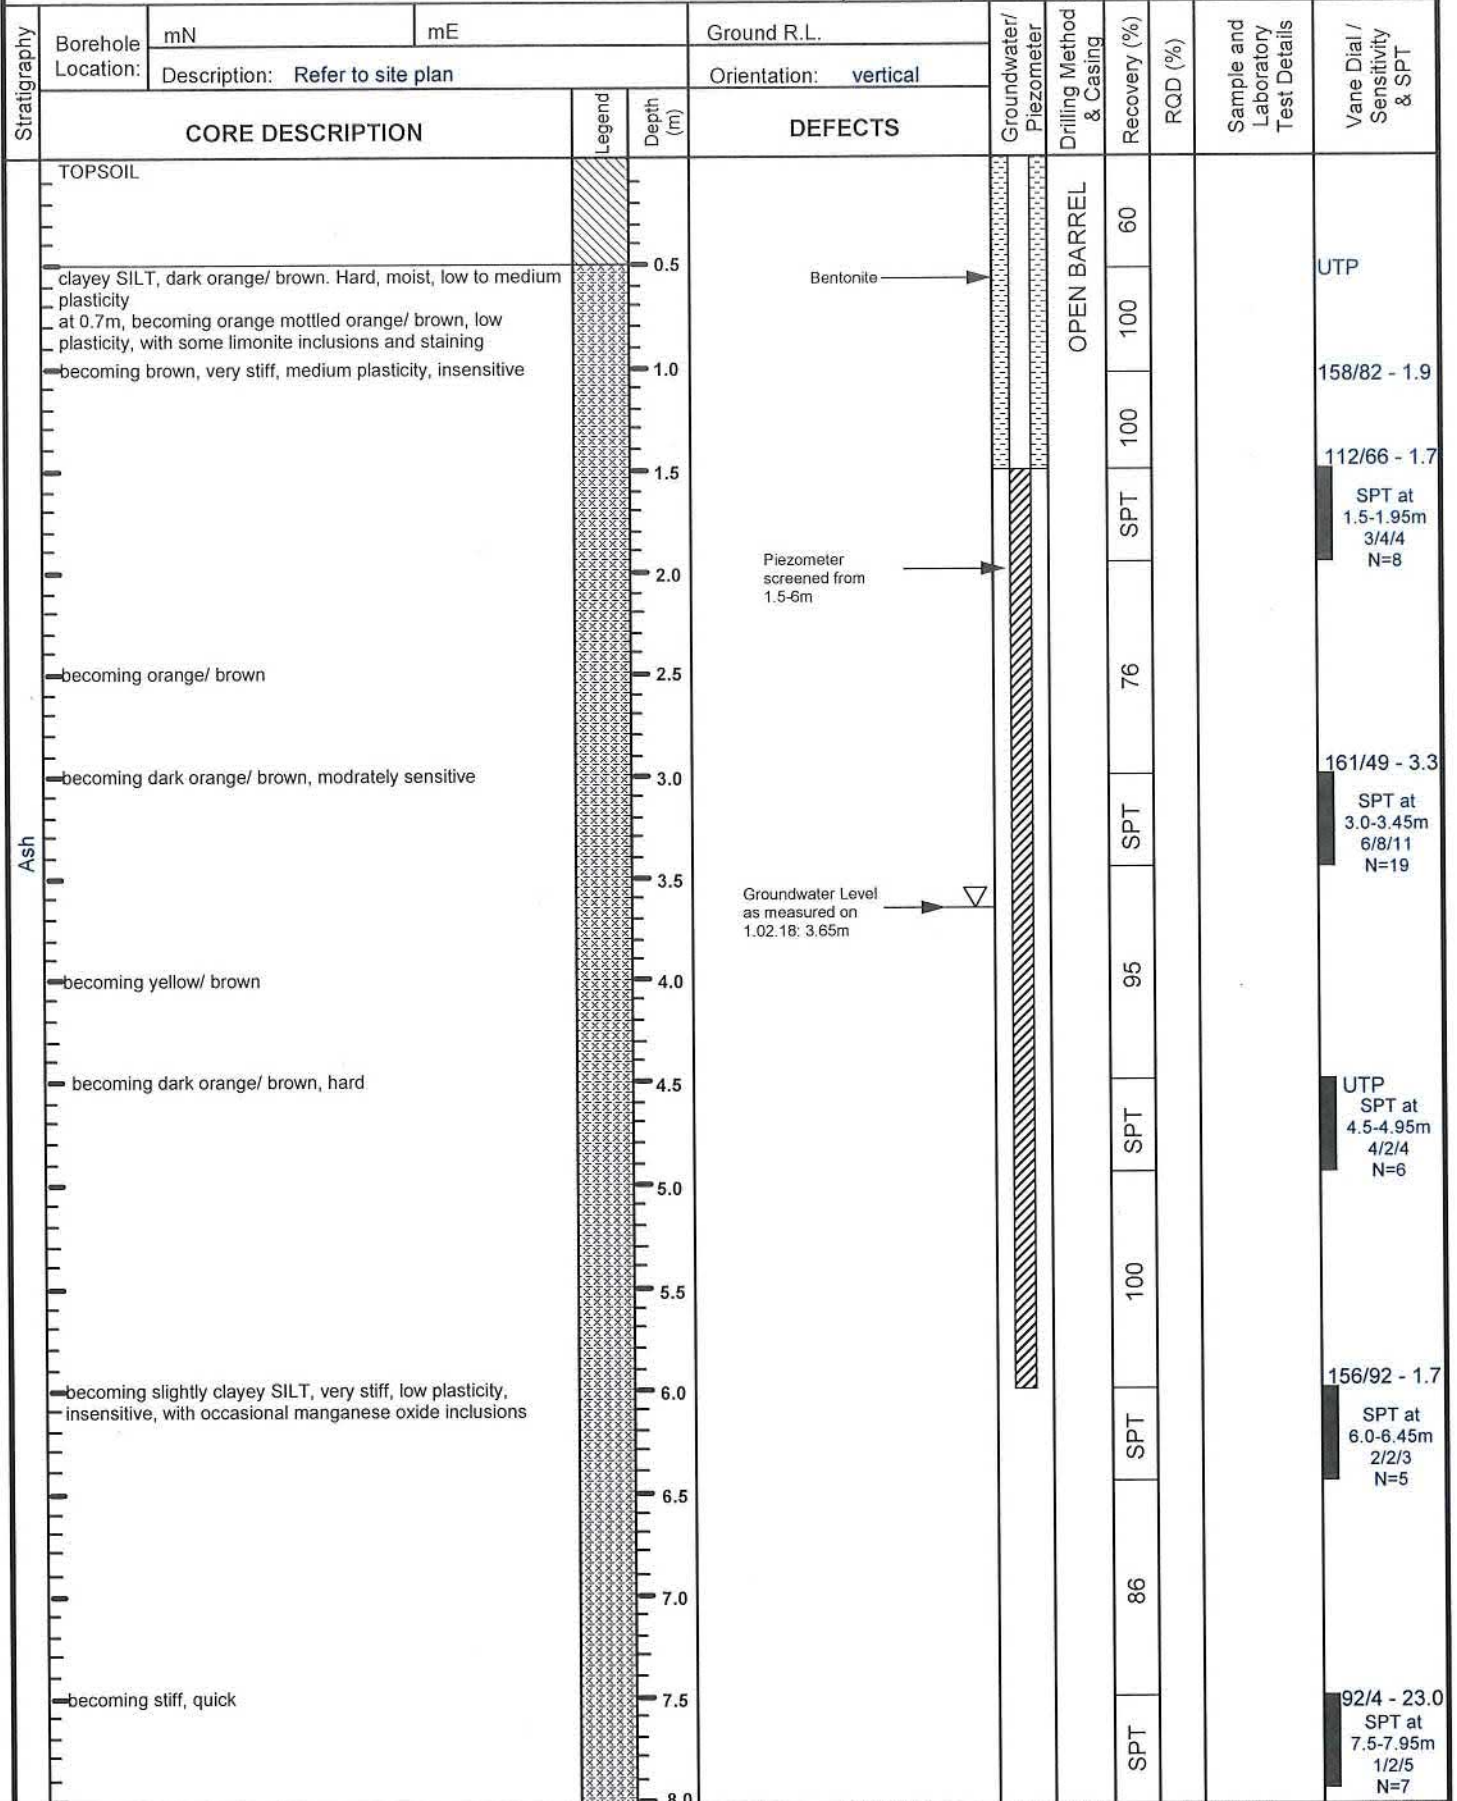 Stratigraphy
Borehole
Location:
mN
mE
Ground R.L.
Description: Refer to site plan
Orientation: vertical
CORE DESCRIPTION
Legend
Depth
(m)
DEFECTS
Groundwater/
Piezometer
Drilling Method
& Casing
Recovery (%)
RQD (%)
Sample and
Laboratory
Test Details
Vane Dial /
Sensitivity
& SPT
TOPSOIL
OPEN BARREL
60
0.5
clayey SILT, dark orange/ brown. Hard, moist, low to medium
plasticity
at 0.7m, becoming orange mottled orange/ brown, low
plasticity, with some limonite inclusions and staining
Bentonite
UTP
100
becoming brown, very stiff, medium plasticity, insensitive
1.0
158/82 - 1.9
100
112/66 - 1.7
1.5
SPT
SPT at
1.5-1.95m
3/4/4
N=8
Piezometer
screened from
1.5-6m
2.0
becoming orange/ brown
2.5
76
becoming dark orange/ brown, modrately sensitive
3.0
161/49 - 3.3
SPT
SPT at
3.0-3.45m
6/8/11
N=19
Ash
3.5
Groundwater Level
as measured on
1.02.18: 3.65m
becoming yellow/ brown
4.0
95
becoming dark orange/ brown, hard
4.5
UTP
SPT
SPT at
4.5-4.95m
4/2/4
N=6
5.0
5.5
100
becoming slightly clayey SILT, very stiff, low plasticity,
insensitive, with occasional manganese oxide inclusions
6.0
156/92 - 1.7
SPT
SPT at
6.0-6.45m
2/2/3
N=5
6.5
7.0
86
becoming stiff, quick
7.5
92/4 - 23.0
SPT
SPT at
7.5-7.95m
1/2/5
N=7
8.0